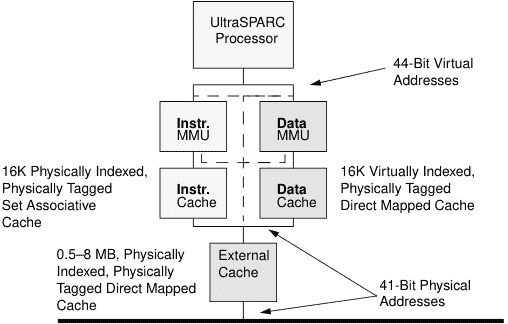 UltraSPARC
Processor
44-Bit Virtual
Addresses
Instr.
MMU
Data
MMU
16K Physically Indexed,
Physically Tagged
Set Associative
Cache
Instr.
Cache
Data
Cache
16K Virtually Indexed,
Physically Tagged
Direct Mapped Cache
0.5–8 MB, Physically
Indexed, Physically
Tagged Direct Mapped
Cache
External
Cache
41-Bit Physical
Addresses